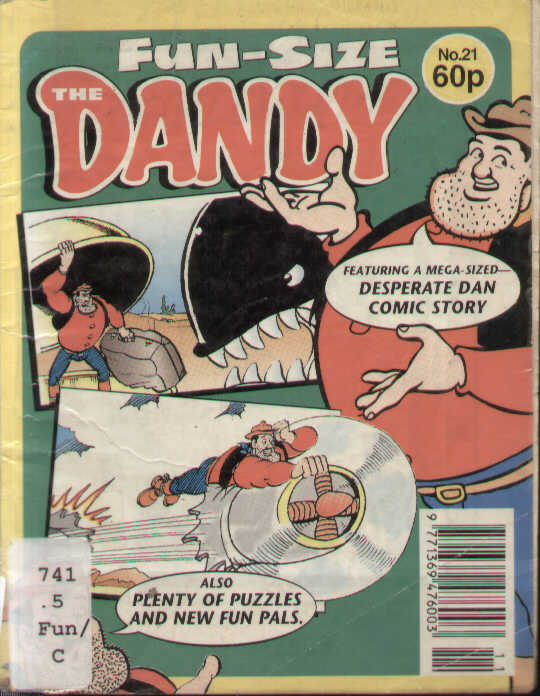 FUN-SIZE
THE DANDY
No.21
60p
FEATURING A MEGA-SIZED
DESPERATE DAN
COMIC STORY
ALSO
PLENTY OF PUZZLES
AND NEW FUN PALS.
741
.5
Fun/
C
9 771369 476003
11